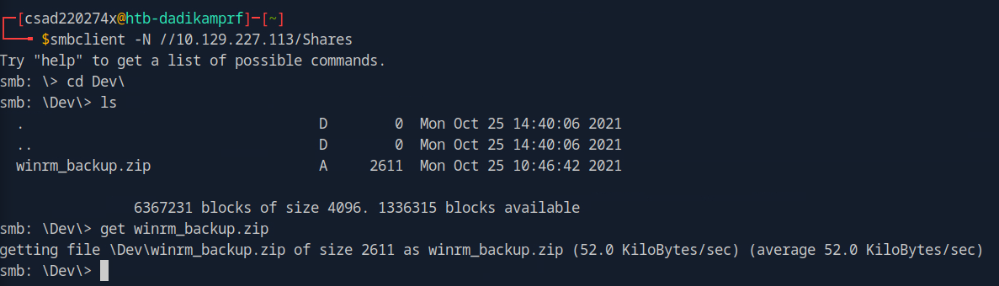 ┌─[csad220274x@htb-dadikamprf]─[~]
└──╼ $smbclient -N //10.129.227.113/Shares
Try "help" to get a list of possible commands.
smb: \> cd Dev\
smb: \Dev\> ls
  .                                   D        0  Mon Oct 25 14:40:06 2021
  ..                                  D        0  Mon Oct 25 14:40:06 2021
  winrm_backup.zip                    A     2611  Mon Oct 25 10:46:42 2021

                6367231 blocks of size 4096. 1336315 blocks available
smb: \Dev\> get winrm_backup.zip
getting file \Dev\winrm_backup.zip of size 2611 as winrm_backup.zip (52.0 KiloBytes/sec) (average 52.0 KiloBytes/sec)
smb: \Dev\>